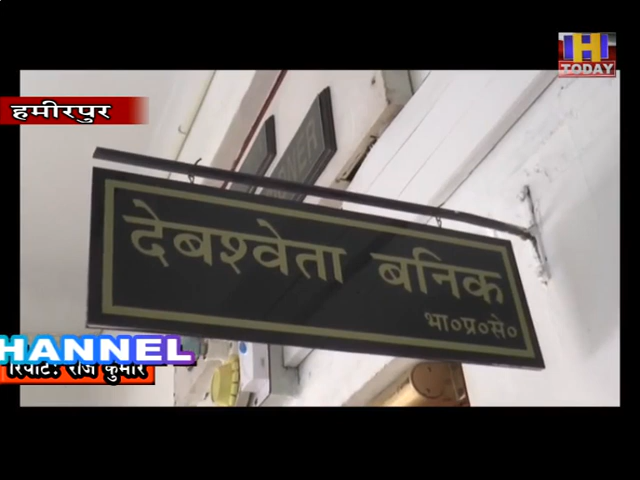 H
TODAY
हमीरपुर
देबश्वेता बनिक
भा०प्र०से०
HANNEL
रिपोर्ट: राज कुमार